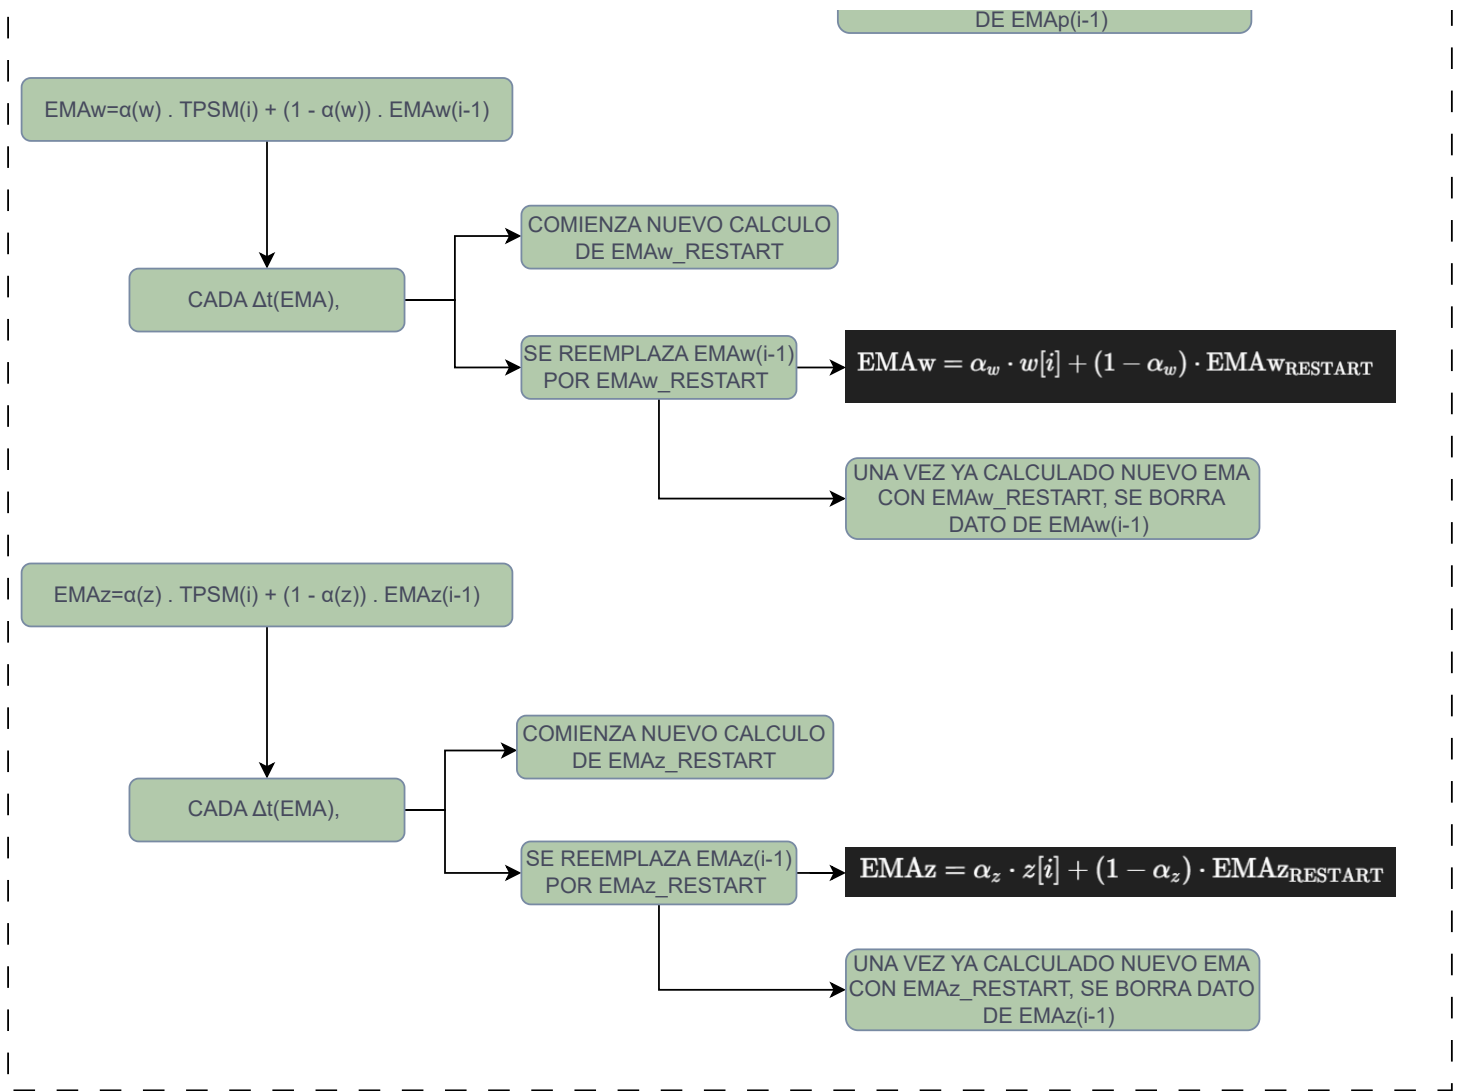 DE EMAp(i-1)
EMAw=α(w) . TPSM(i) + (1 - α(w)) . EMAw(i-1)
COMIENZA NUEVO CALCULO
DE EMAw_RESTART
CADA Δt(EMA),
SE REEMPLAZA EMAw(i-1)
POR EMAw_RESTART
EMAw = α_w · w[i] + (1 − α_w) · EMAw_RESTART
UNA VEZ YA CALCULADO NUEVO EMA
CON EMAw_RESTART, SE BORRA
DATO DE EMAw(i-1)
EMAz=α(z) . TPSM(i) + (1 - α(z)) . EMAz(i-1)
COMIENZA NUEVO CALCULO
DE EMAz_RESTART
CADA Δt(EMA),
SE REEMPLAZA EMAz(i-1)
POR EMAz_RESTART
EMAz = α_z · z[i] + (1 − α_z) · EMAz_RESTART
UNA VEZ YA CALCULADO NUEVO EMA
CON EMAz_RESTART, SE BORRA DATO
DE EMAz(i-1)